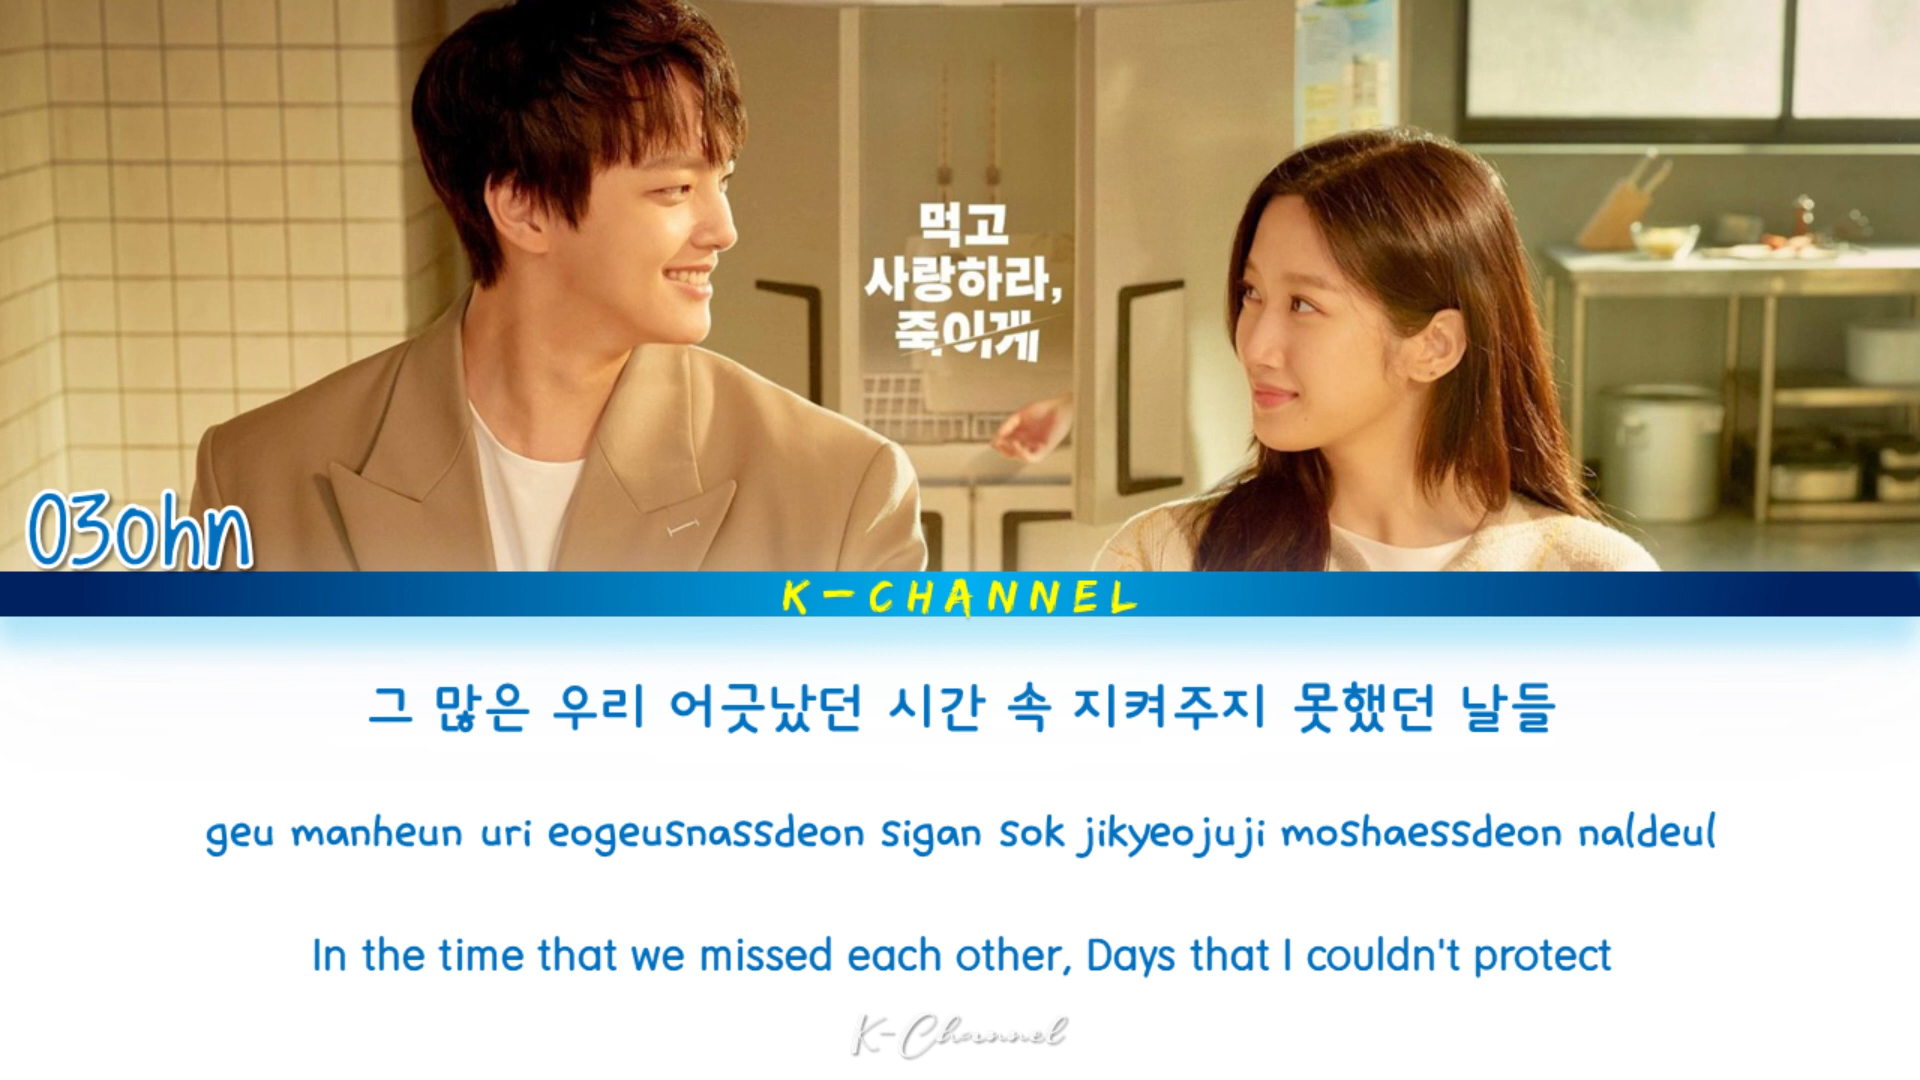 먹고
사랑하라,
죽이게
03ohn
K-CHANNEL
그 많은 우리 어긋났던 시간 속 지켜주지 못했던 날들
geu manheun uri eogeusnassdeon sigan sok jikyeojuji moshaessdeon naldeul
In the time that we missed each other, Days that I couldn't protect
K-Channel